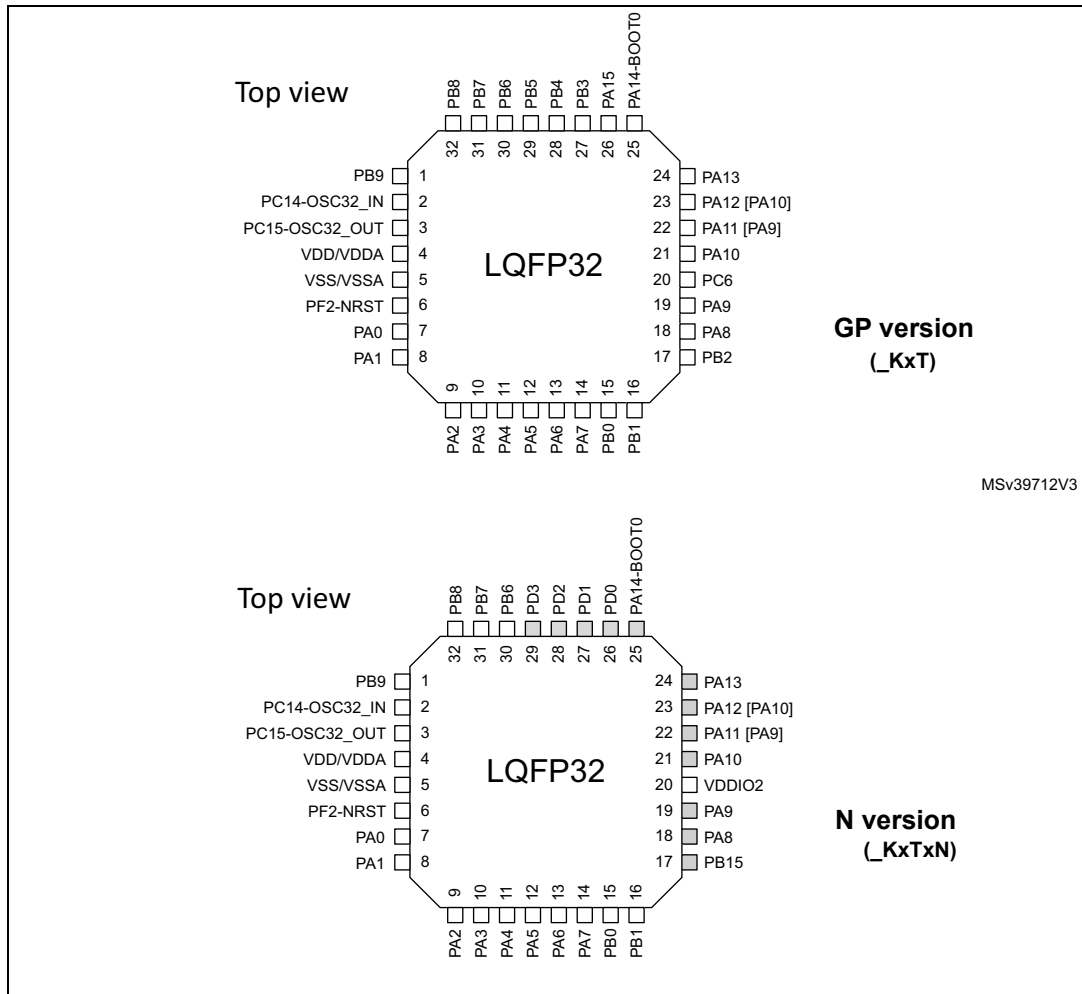 Top view
PB8
PB7
PB6
PB5
PB4
PB3
PA15
PA14-BOOT0
32
31
30
29
28
27
26
25
PB9 1
PC14-OSC32_IN 2
PC15-OSC32_OUT 3
VDD/VDDA 4
VSS/VSSA 5
PF2-NRST 6
PA0 7
PA1 8
LQFP32
24 PA13
23 PA12 [PA10]
22 PA11 [PA9]
21 PA10
20 PC6
19 PA9
18 PA8
17 PB2
9
10
11
12
13
14
15
16
PA2
PA3
PA4
PA5
PA6
PA7
PB0
PB1
GP version
(_KxT)
MSv39712V3
Top view
PB8
PB7
PB6
PD3
PD2
PD1
PD0
PA14-BOOT0
32
31
30
29
28
27
26
25
PB9 1
PC14-OSC32_IN 2
PC15-OSC32_OUT 3
VDD/VDDA 4
VSS/VSSA 5
PF2-NRST 6
PA0 7
PA1 8
LQFP32
24 PA13
23 PA12 [PA10]
22 PA11 [PA9]
21 PA10
20 VDDIO2
19 PA9
18 PA8
17 PB15
9
10
11
12
13
14
15
16
PA2
PA3
PA4
PA5
PA6
PA7
PB0
PB1
N version
(_KxTxN)